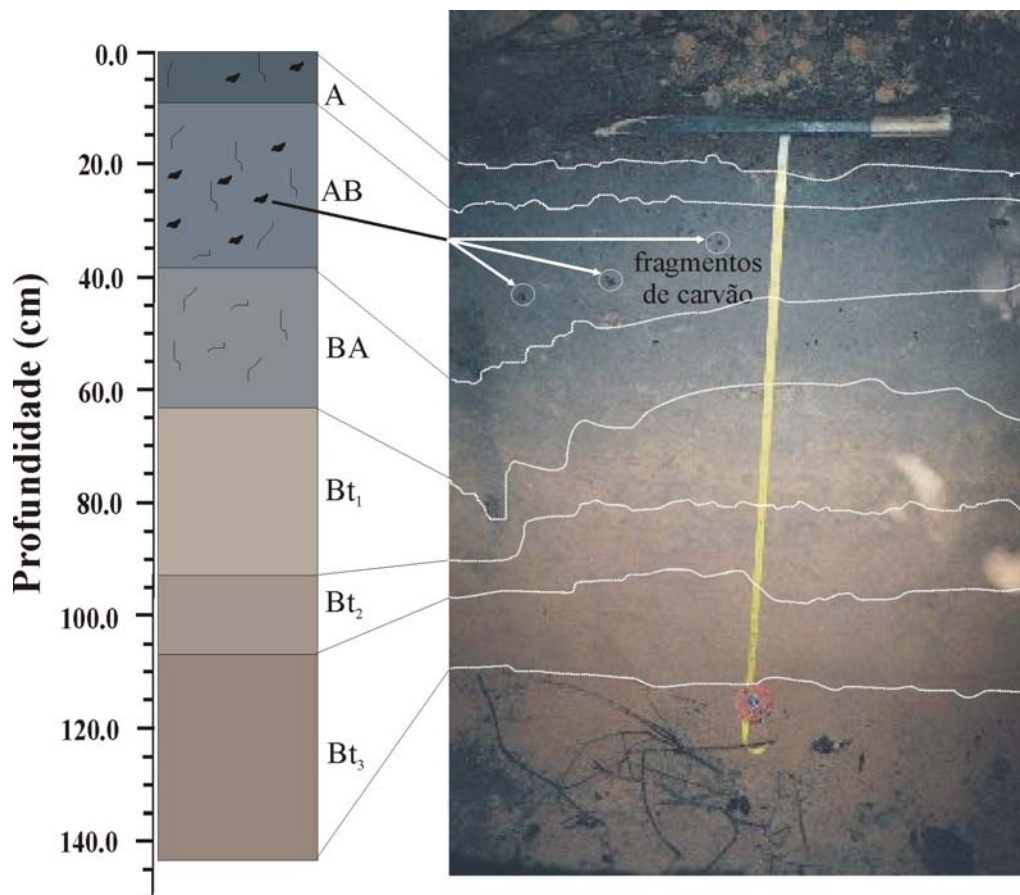 Profundidade (cm)
0.0
20.0
40.0
60.0
80.0
100.0
120.0
140.0
A
AB
BA
Bt₁
Bt₂
Bt₃
fragmentos
de carvão